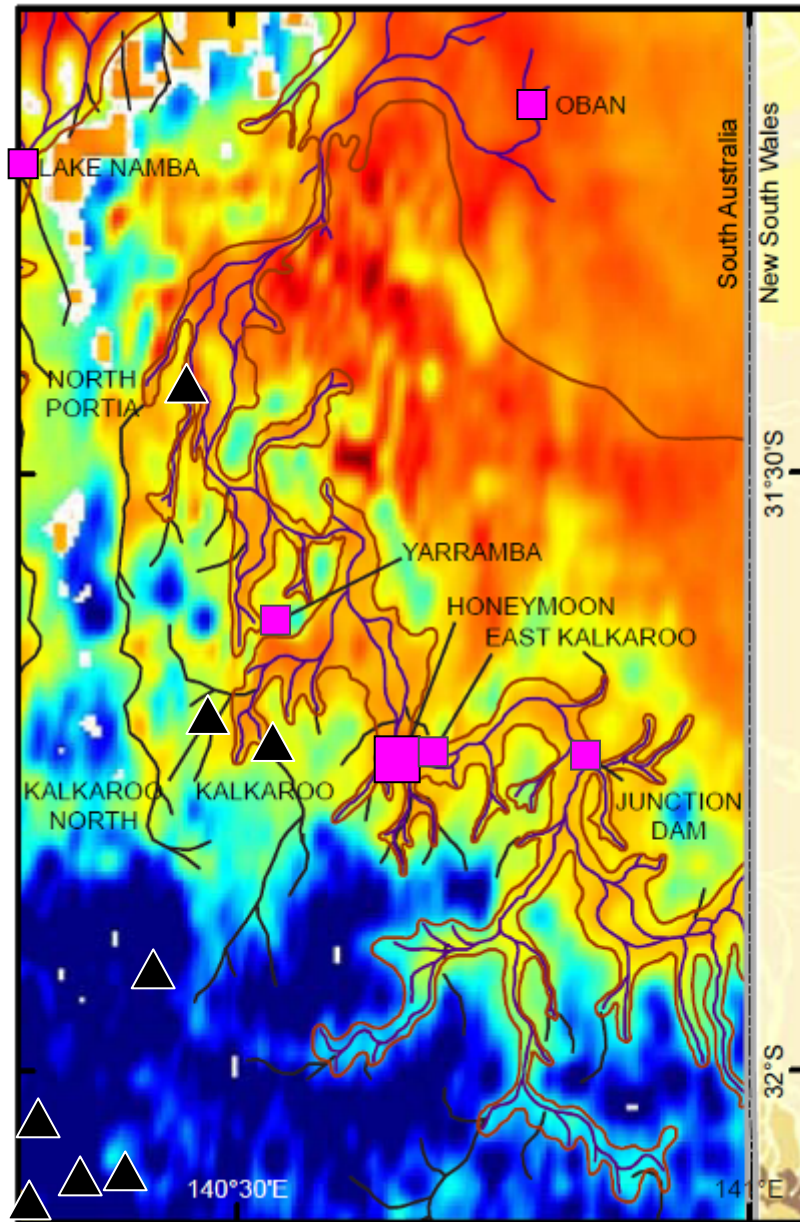 OBAN
LAKE NAMBA
South Australia
New South Wales
NORTH
PORTIA
31°30'S
YARRAMBA
HONEYMOON
EAST KALKAROO
KALKAROO
NORTH
KALKAROO
JUNCTION
DAM
32°S
140°30'E
141°E